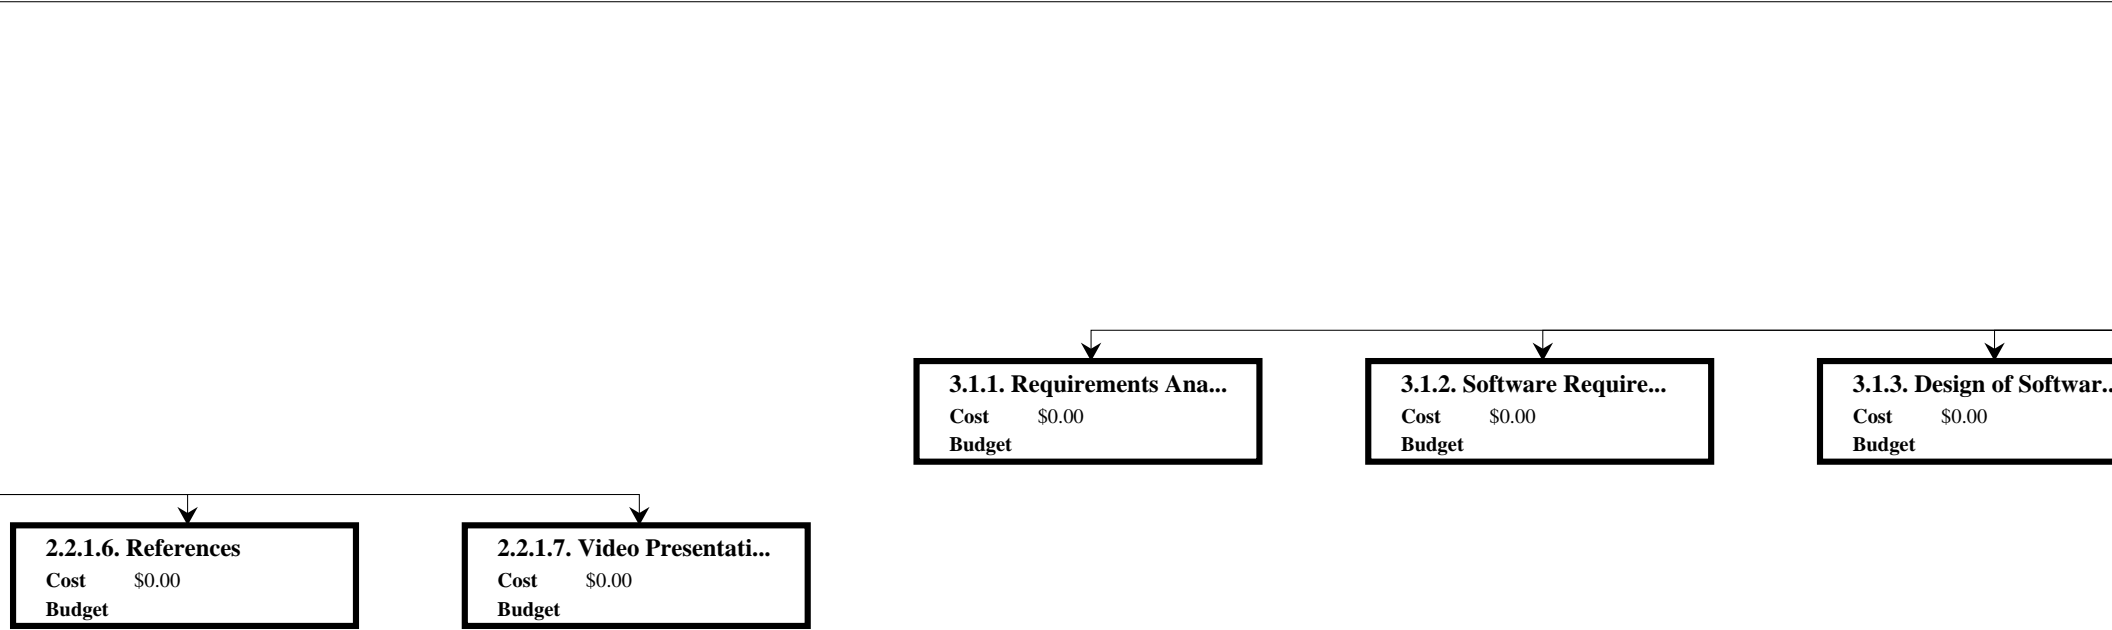 3.1.1. Requirements Ana...
Cost $0.00
Budget
3.1.2. Software Require...
Cost $0.00
Budget
3.1.3. Design of Softwar..
Cost $0.00
Budget
2.2.1.6. References
Cost $0.00
Budget
2.2.1.7. Video Presentati...
Cost $0.00
Budget